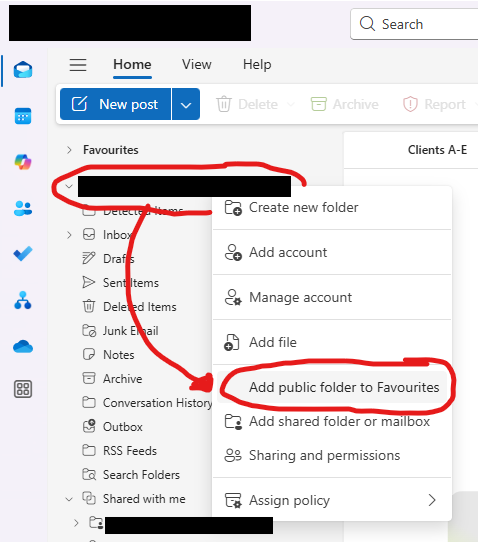 Search
Home View Help
New post Delete Archive Report
Favourites
Clients A-E
Detected Items
Create new folder
Inbox
Drafts
Add account
Sent Items
Deleted Items
Manage account
Junk Email
Notes
Add file
Archive
Add public folder to Favourites
Conversation History
Add shared folder or mailbox
Outbox
RSS Feeds
Sharing and permissions
Search Folders
Shared with me
Assign policy